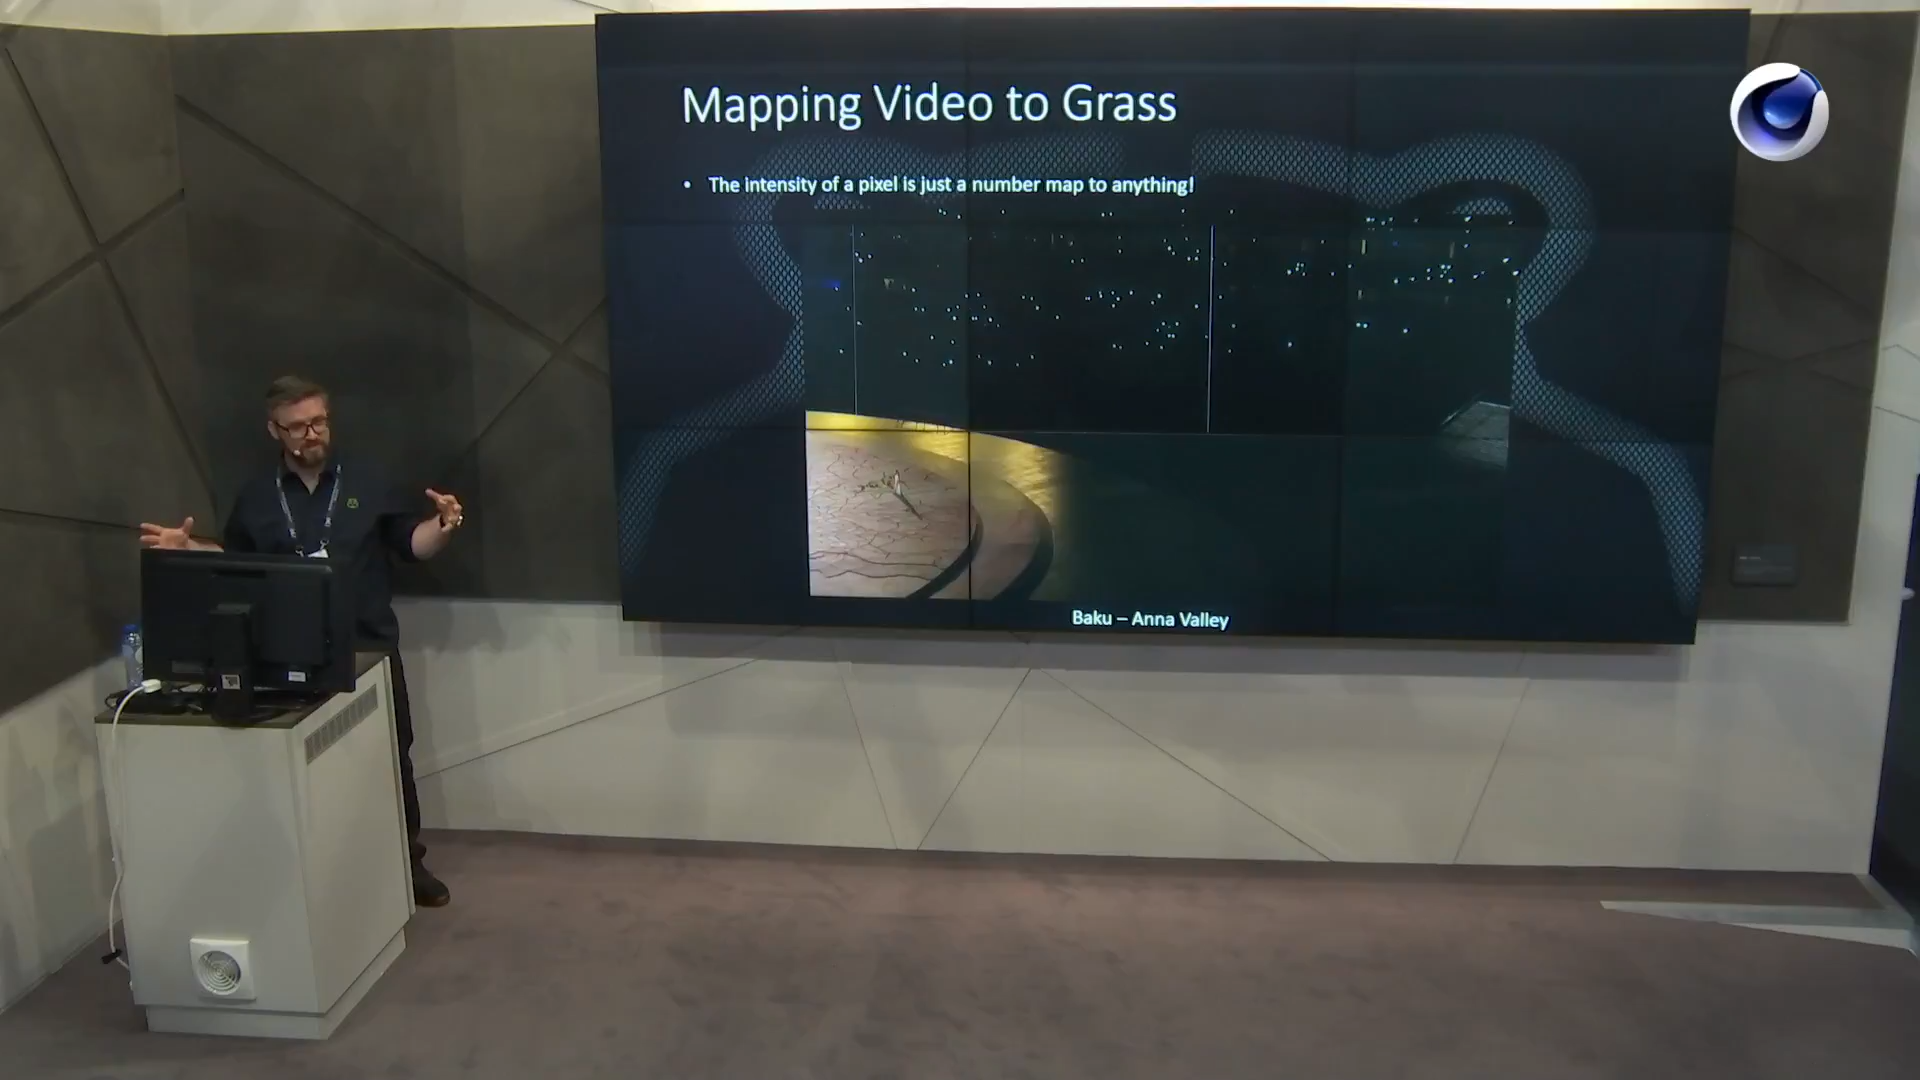 Mapping Video to Grass
• The intensity of a pixel is just a number map to anything!
Baku – Anna Valley